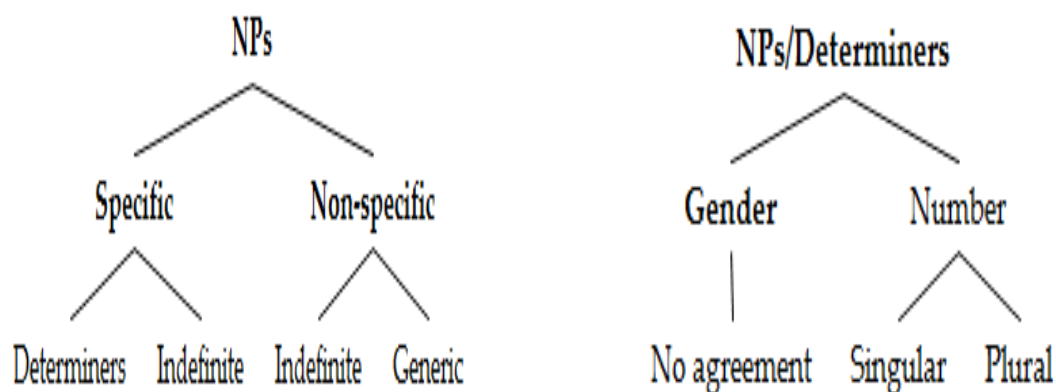 NPs
Specific Non-specific
Determiners Indefinite Indefinite Generic
NPs/Determiners
Gender Number
No agreement Singular Plural